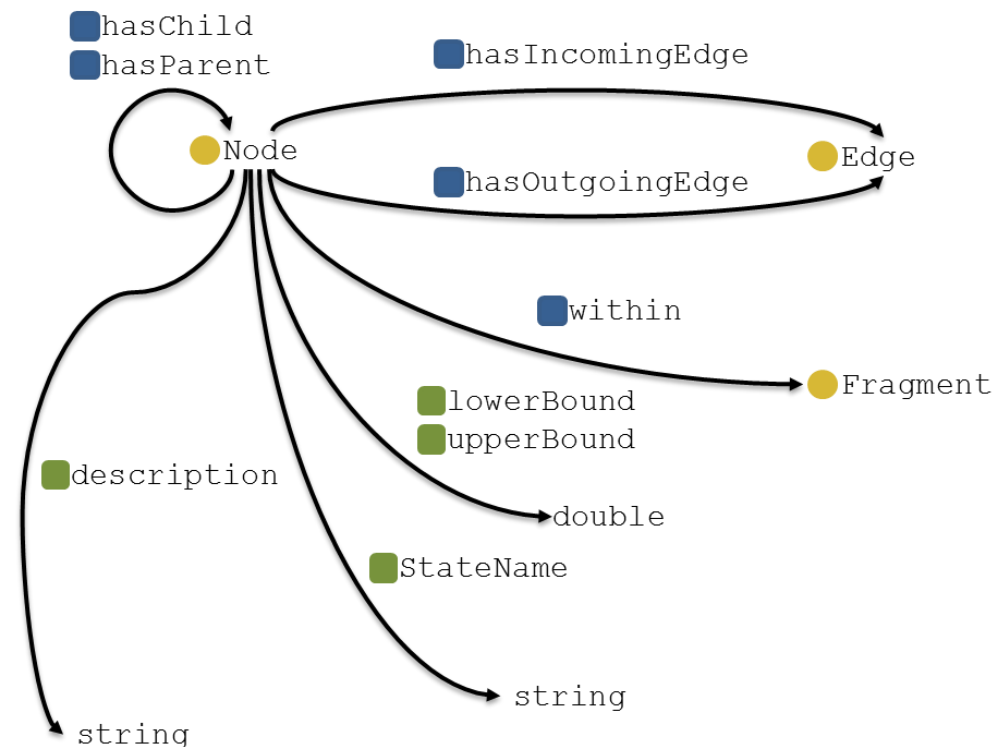 hasChild
hasParent
hasIncomingEdge
Node
Edge
hasOutgoingEdge
within
Fragment
lowerBound
upperBound
description
double
StateName
string
string